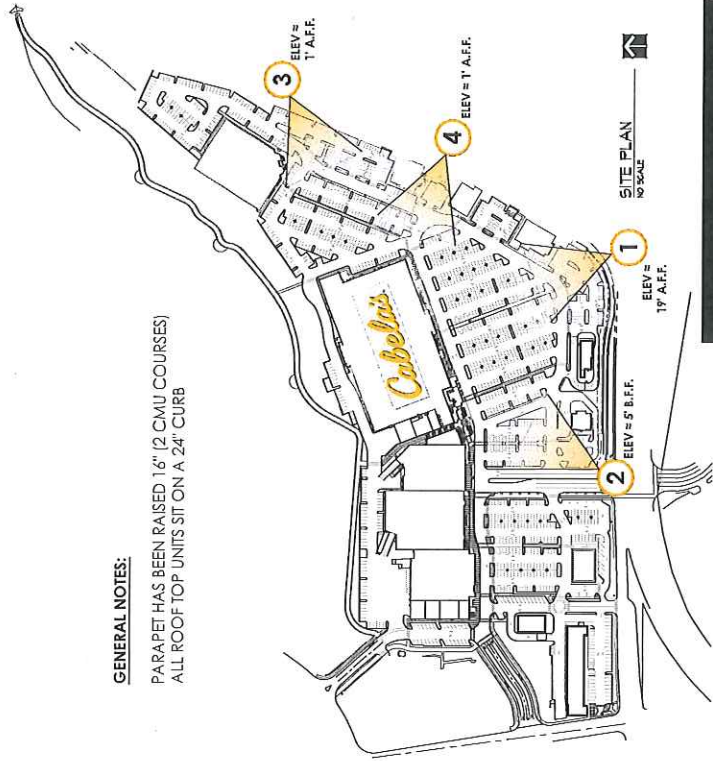 GENERAL NOTES:
PARAPET HAS BEEN RAISED 16" (2 CMU COURSES)
ALL ROOF TOP UNITS SIT ON A 24" CURB
Cabela's
3
ELEV =
1' A.F.F.
4
ELEV = 1' A.F.F.
1
ELEV =
19' A.F.F.
2
ELEV = 5' B.F.F.
SITE PLAN
NO SCALE